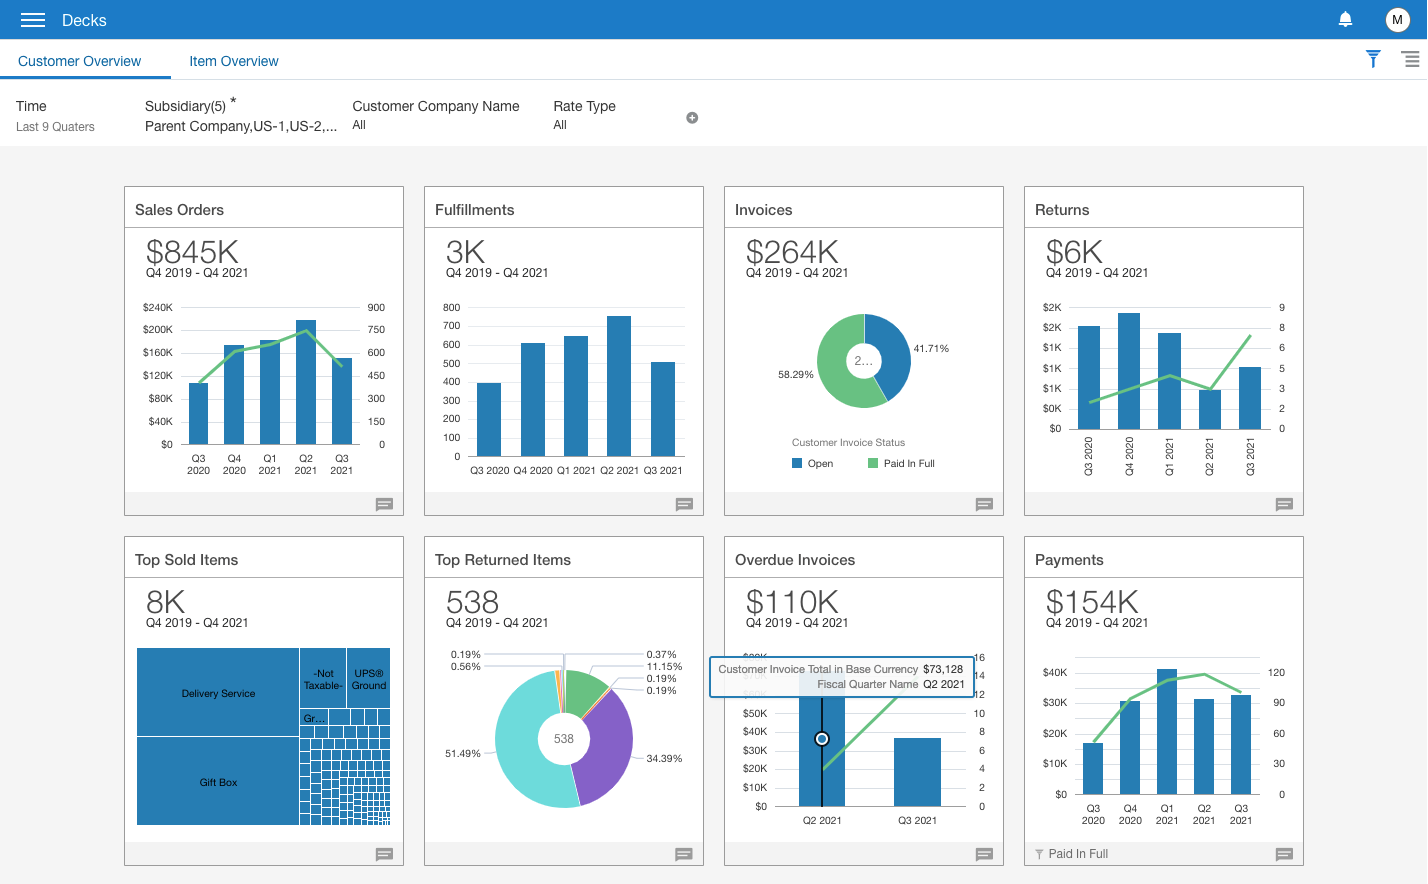 Decks
M
Customer Overview
Item Overview
Time
Last 9 Quaters
Subsidiary(5) *
Parent Company,US-1,US-2,...
Customer Company Name
All
Rate Type
All
Sales Orders
$845K
Q4 2019 - Q4 2021
$240K
$200K
$160K
$120K
$80K
$40K
$0
900
750
600
450
300
150
0
Q3 2020
Q4 2020
Q1 2021
Q2 2021
Q3 2021
Fulfillments
3K
Q4 2019 - Q4 2021
800
700
600
500
400
300
200
100
0
Q3 2020 Q4 2020 Q1 2021 Q2 2021 Q3 2021
Invoices
$264K
Q4 2019 - Q4 2021
41.71%
2...
58.29%
Customer Invoice Status
Open
Paid In Full
Returns
$6K
Q4 2019 - Q4 2021
$2K
$2K
$1K
$1K
$1K
$0K
$0
9
8
6
5
3
2
0
Q3 2020
Q4 2020
Q1 2021
Q2 2021
Q3 2021
Top Sold Items
8K
Q4 2019 - Q4 2021
Delivery Service
Gift Box
-Not
Taxable-
UPS®
Ground
Gr...
Top Returned Items
538
Q4 2019 - Q4 2021
0.19%
0.56%
0.37%
11.15%
0.19%
0.19%
51.49%
538
34.39%
Overdue Invoices
$110K
Q4 2019 - Q4 2021
Customer Invoice Total in Base Currency $73,128
Fiscal Quarter Name Q2 2021
$50K
$40K
$30K
$20K
$10K
$0
16
14
12
10
8
6
4
2
0
Q2 2021
Q3 2021
Payments
$154K
Q4 2019 - Q4 2021
$40K
$30K
$20K
$10K
$0
120
90
60
30
0
Q3 2020
Q4 2020
Q1 2021
Q2 2021
Q3 2021
Paid In Full